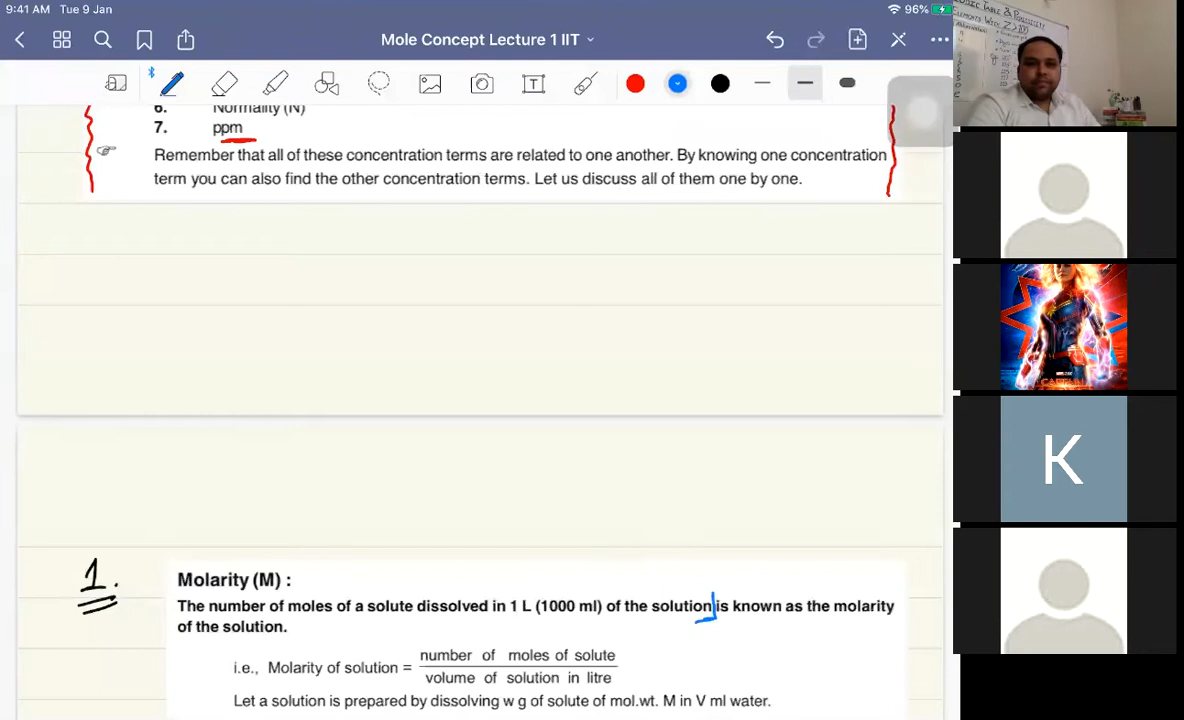 9:41 AM Tue 9 Jan
96%
Mole Concept Lecture 1 IIT
6. Normality (N)
7. ppm
Remember that all of these concentration terms are related to one another. By knowing one concentration
term you can also find the other concentration terms. Let us discuss all of them one by one.
1.
Molarity (M) :
The number of moles of a solute dissolved in 1 L (1000 ml) of the solution is known as the molarity
of the solution.
i.e., Molarity of solution = number of moles of solute
volume of solution in litre
Let a solution is prepared by dissolving w g of solute of mol.wt. M in V ml water.
K